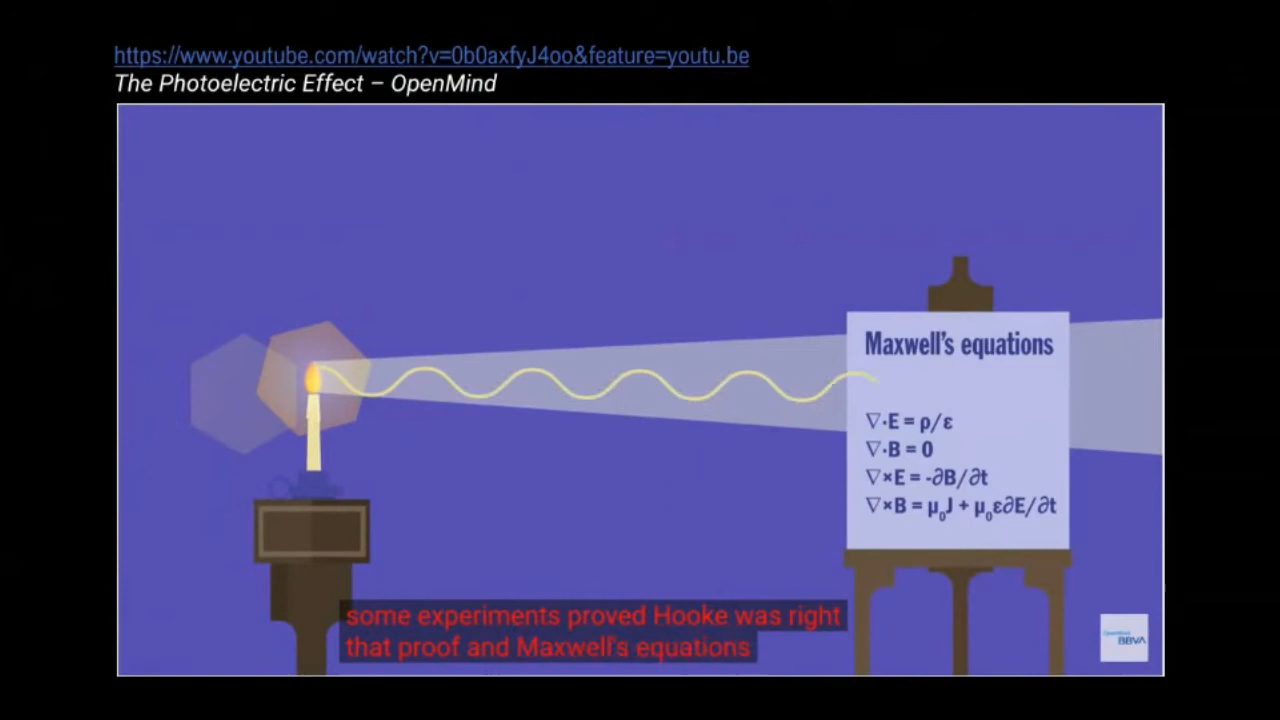 https://www.youtube.com/watch?v=0b0axfyJ4oo&feature=youtu.be
The Photoelectric Effect – OpenMind
Maxwell's equations
∇·E = ρ/ε
∇·B = 0
∇×E = -∂B/∂t
∇×B = μ₀J + μ₀ε∂E/∂t
some experiments proved Hooke was right
that proof and Maxwell's equations
OpenMind
BBVA